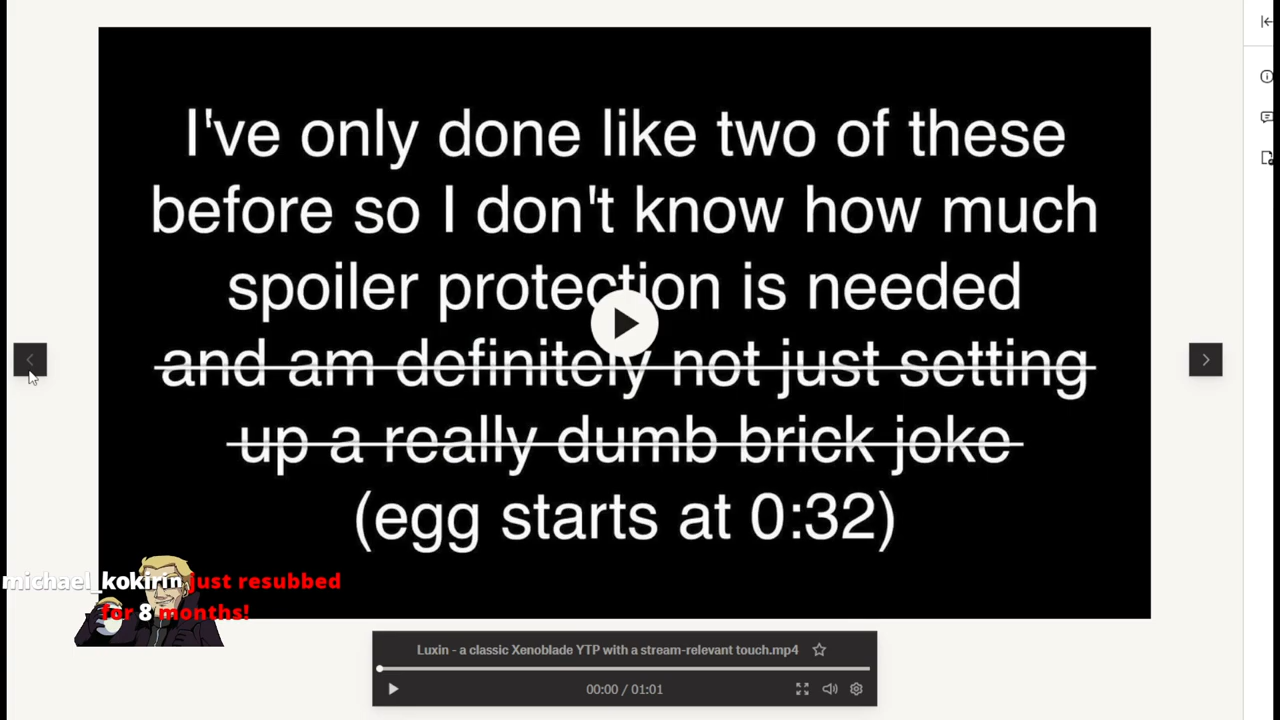 I've only done like two of these
before so I don't know how much
spoiler protection is needed
and am definitely not just setting
up a really dumb brick joke
(egg starts at 0:32)
michael_kokirin just resubbed
for 8 months!
Luxin - a classic Xenoblade YTP with a stream-relevant touch.mp4
00:00 / 01:01